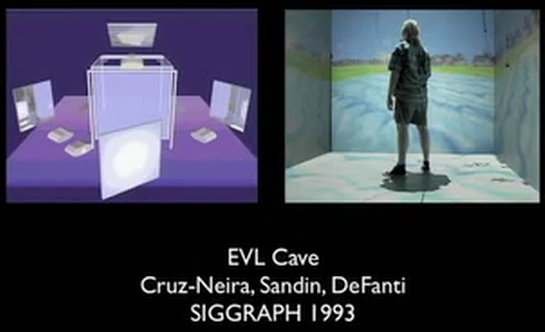 EVL Cave
Cruz-Neira, Sandin, DeFanti
SIGGRAPH 1993